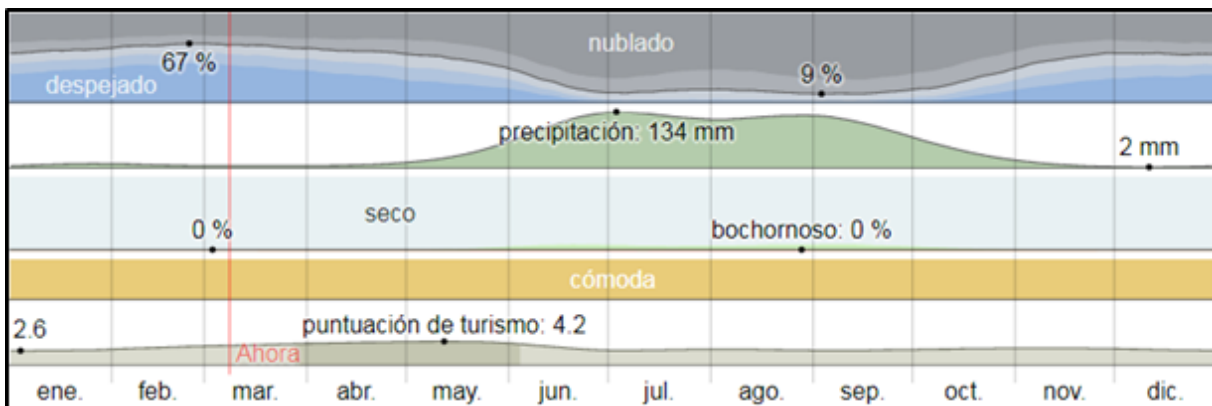 nublado
67 %
9 %
despejado
precipitación: 134 mm
2 mm
seco
0 %
bochornoso: 0 %
cómoda
2.6
puntuación de turismo: 4.2
Ahora
ene. feb. mar. abr. may. jun. jul. ago. sep. oct. nov. dic.